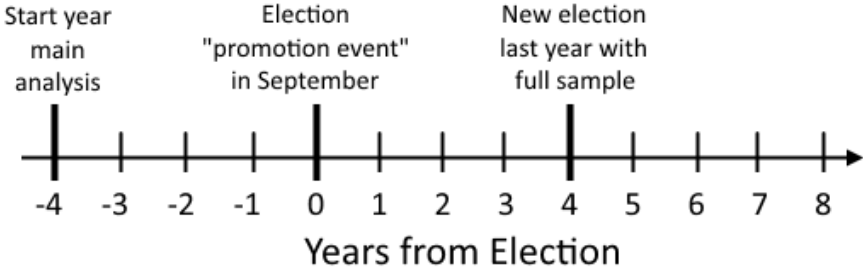 Start year
main
analysis
Election
"promotion event"
in September
New election
last year with
full sample
-4 -3 -2 -1 0 1 2 3 4 5 6 7 8
Years from Election